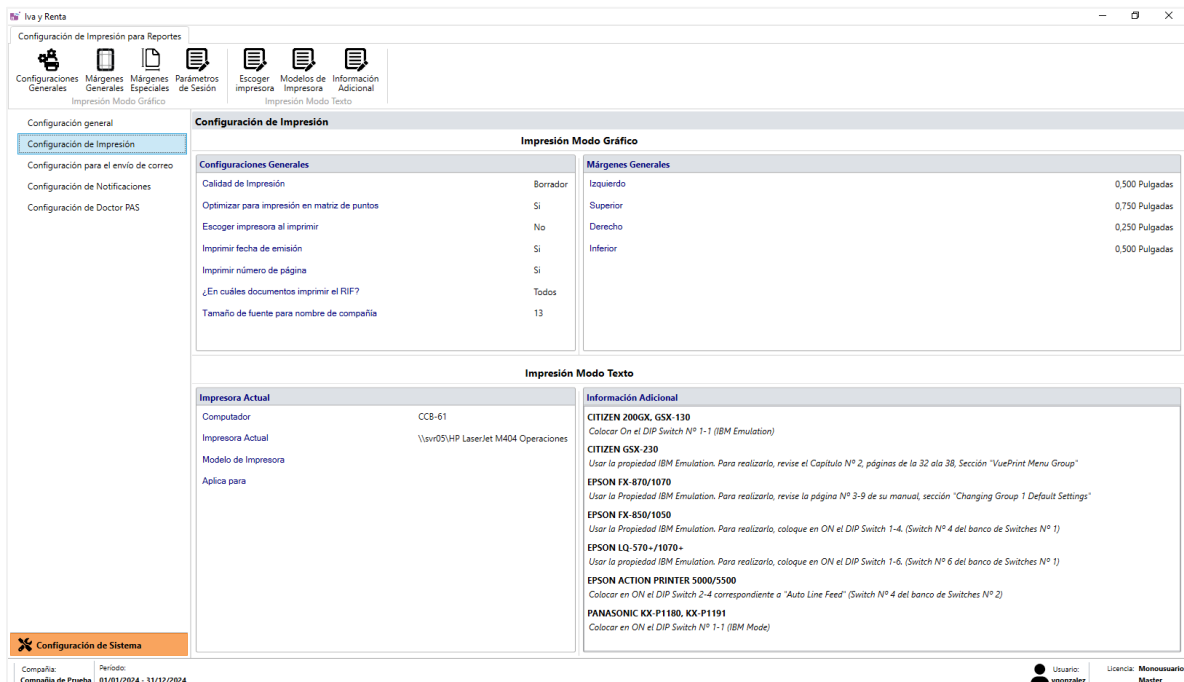 Iva y Renta
Configuración de Impresión para Reportes
Configuraciones Generales
Márgenes Generales
Márgenes Especiales
Parámetros de Sesión
Escoger impresora
Modelos de Impresora
Información Adicional
Impresión Modo Gráfico
Impresión Modo Texto
Configuración general
Configuración de Impresión
Configuración para el envío de correo
Configuración de Notificaciones
Configuración de Doctor PAS
Configuración de Sistema
Configuración de Impresión
Impresión Modo Gráfico
Configuraciones Generales
Calidad de Impresión Borrador
Optimizar para impresión en matriz de puntos Si
Escoger impresora al imprimir No
Imprimir fecha de emisión Si
Imprimir número de página Si
¿En cuáles documentos imprimir el RIF? Todos
Tamaño de fuente para nombre de compañía 13
Márgenes Generales
Izquierdo 0,500 Pulgadas
Superior 0,750 Pulgadas
Derecho 0,250 Pulgadas
Inferior 0,500 Pulgadas
Impresión Modo Texto
Impresora Actual
Computador CCB-61
Impresora Actual \\svr05\HP LaserJet M404 Operaciones
Modelo de Impresora
Aplica para
Información Adicional
CITIZEN 200GX, GSX-130
Colocar On el DIP Switch Nº 1-1 (IBM Emulation)
CITIZEN GSX-230
Usar la propiedad IBM Emulation. Para realizarlo, revise el Capítulo Nº 2, páginas de la 32 ala 38, Sección "VuePrint Menu Group"
EPSON FX-870/1070
Usar la Propiedad IBM Emulation. Para realizarlo, revise la página Nº 3-9 de su manual, sección "Changing Group 1 Default Settings"
EPSON FX-850/1050
Usar la Propiedad IBM Emulation. Para realizarlo, coloque en ON el DIP Switch 1-4. (Switch Nº 4 del banco de Switches Nº 1)
EPSON LQ-570+/1070+
Usar la propiedad IBM Emulation. Para realizarlo, coloque en ON el DIP Switch 1-6. (Switch Nº 6 del banco de Switches Nº 1)
EPSON ACTION PRINTER 5000/5500
Colocar en ON el DIP Switch 2-4 correspondiente a "Auto Line Feed" (Switch Nº 4 del banco de Switches Nº 2)
PANASONIC KX-P1180, KX-P1191
Colocar en ON el DIP Switch Nº 1-1 (IBM Mode)
Compañia: Período: Usuario: Licencia: Monousuario
Compañia de Prueba 01/01/2024 - 31/12/2024 ygonzalez Master